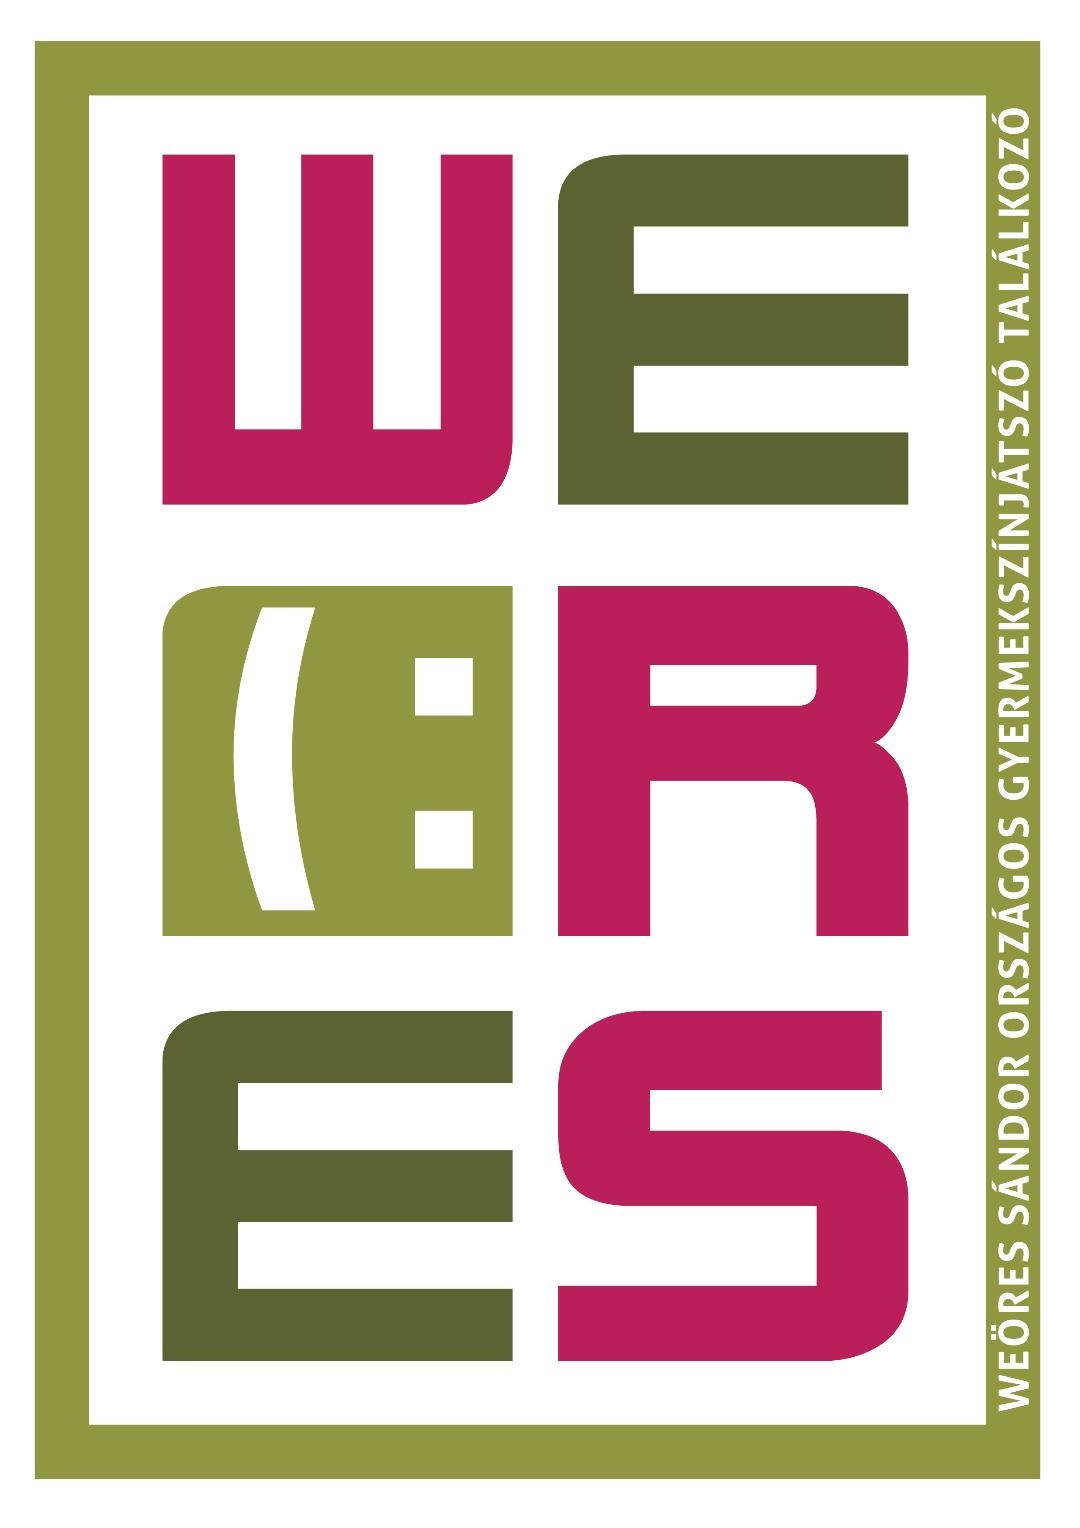 WE
(:R
ES
WEÖRES SÁNDOR ORSZÁGOS GYERMEKSZÍNJÁTSZÓ TALÁLKOZÓ